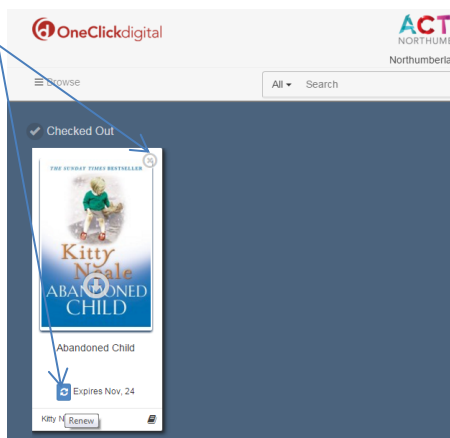 OneClickdigital
ACT
NORTHUMB
Northumberla
Browse
All
Search
Checked Out
THE SUNDAY TIMES BESTSELLER
Kitty
Neale
ABANDONED
CHILD
Abandoned Child
Expires Nov, 24
Kitty N
Renew